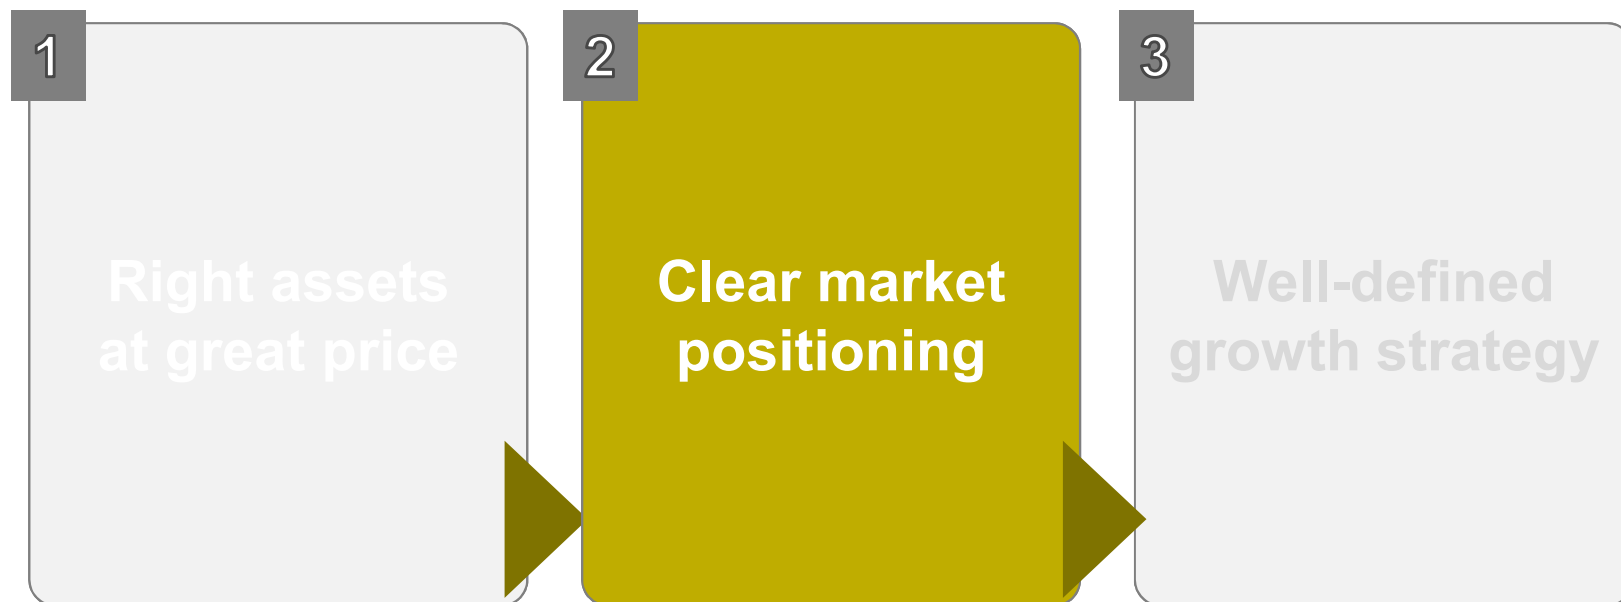 1
Right assets
at great price
2
Clear market
positioning
3
Well-defined
growth strategy